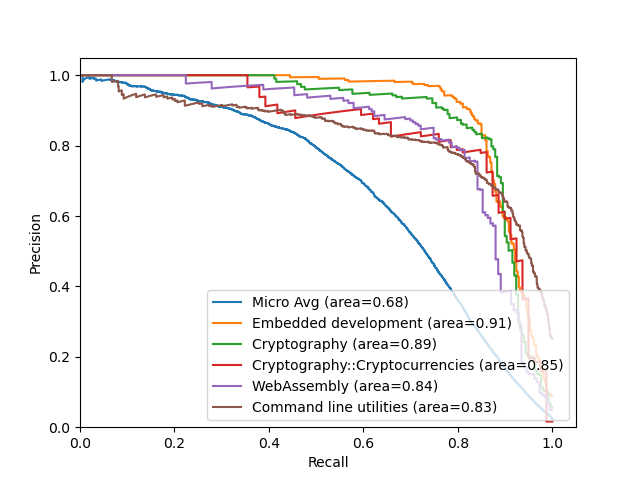 1.0
0.8
0.6
0.4
0.2
0.0
Precision
Micro Avg (area=0.68)
Embedded development (area=0.91)
Cryptography (area=0.89)
Cryptography::Cryptocurrencies (area=0.85)
WebAssembly (area=0.84)
Command line utilities (area=0.83)
0.0 0.2 0.4 0.6 0.8 1.0
Recall